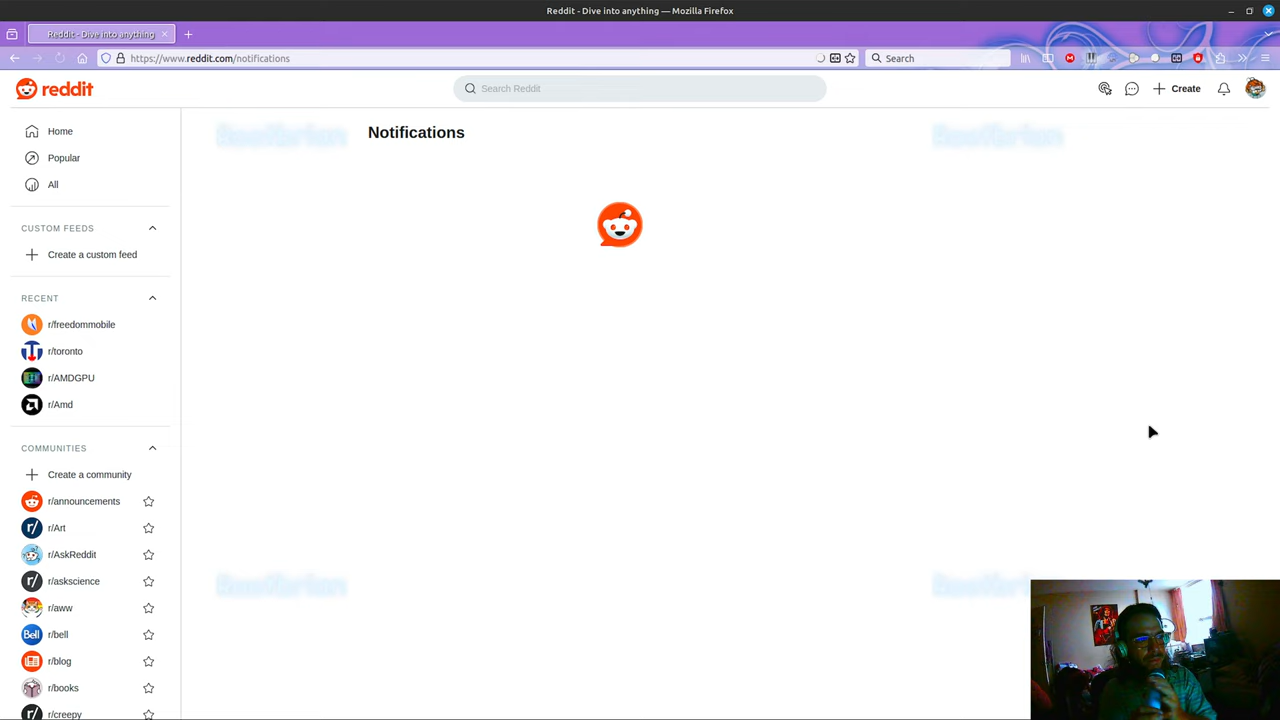 Reddit - Dive into anything — Mozilla Firefox
Reddit - Dive into anything
https://www.reddit.com/notifications
Search
reddit
Search Reddit
Create
Home
Popular
All
CUSTOM FEEDS
Create a custom feed
RECENT
r/freedommobile
r/toronto
r/AMDGPU
r/Amd
COMMUNITIES
Create a community
r/announcements
r/Art
r/AskReddit
r/askscience
r/aww
r/bell
r/blog
r/books
r/creepy
Notifications